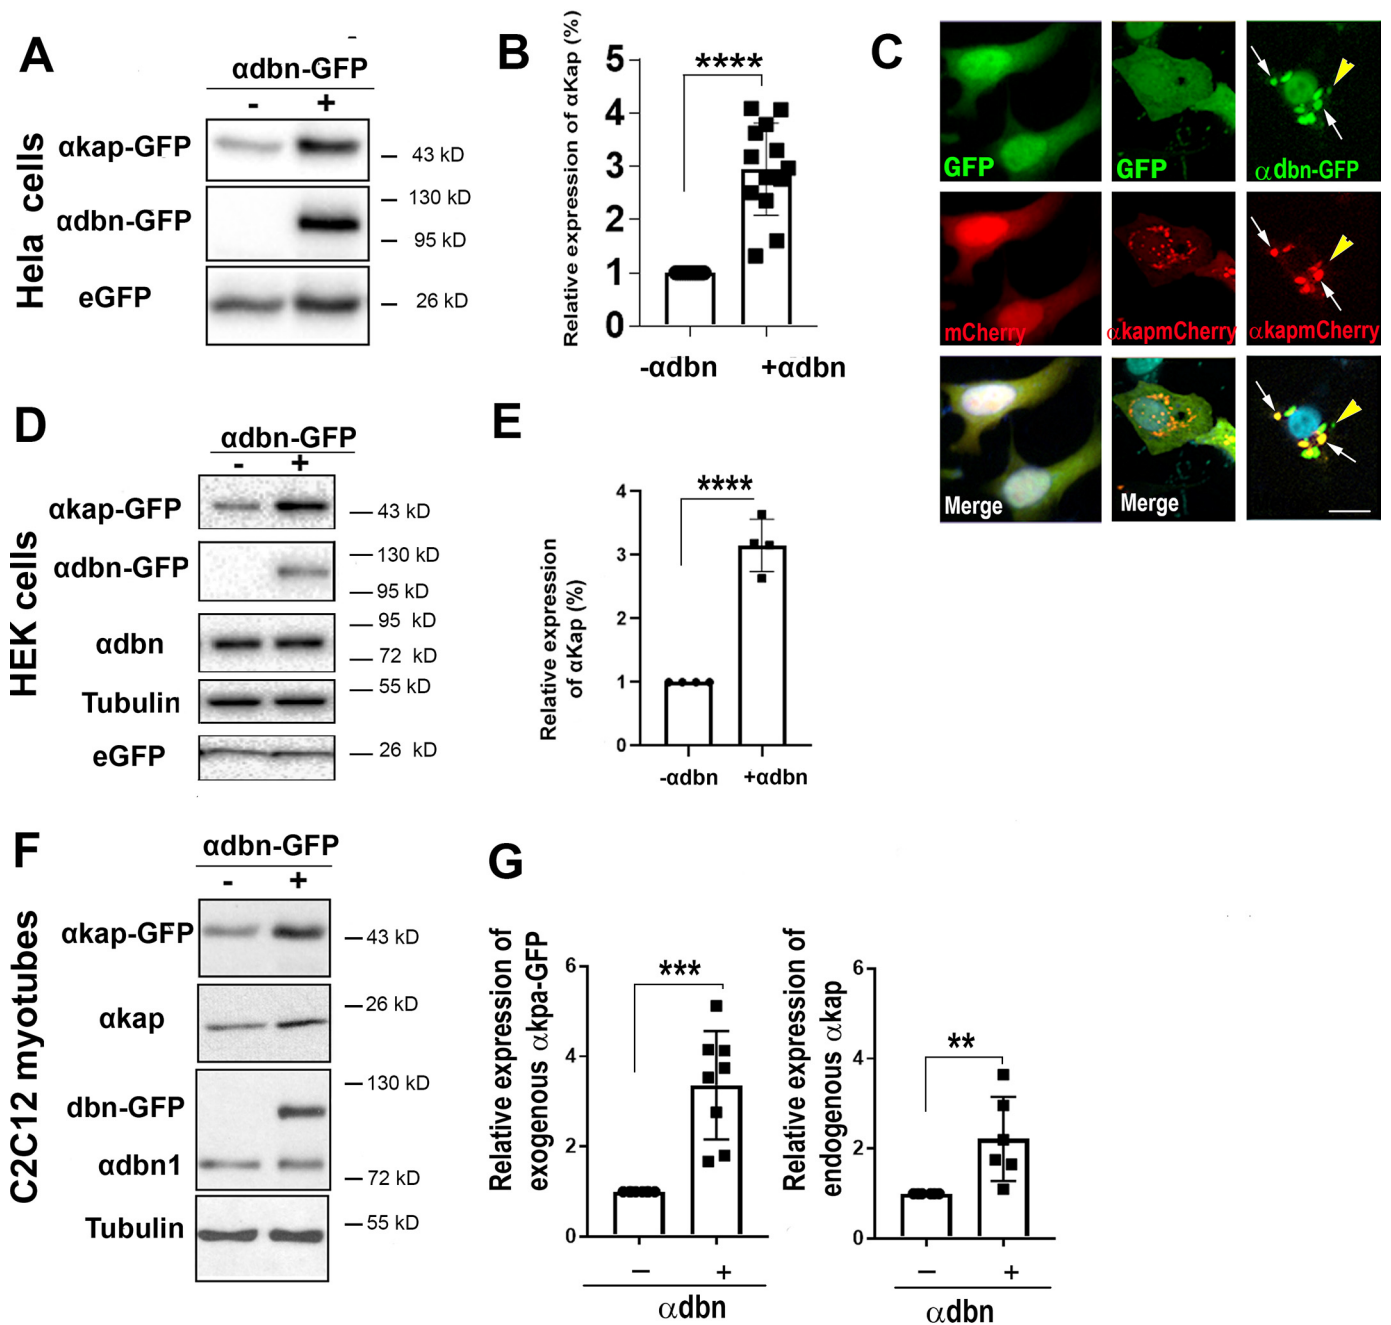 A
αdbn-GFP
- +
Hela cells
αkap-GFP
43 kD
αdbn-GFP
130 kD
95 kD
eGFP
26 kD
B
Relative expression of αKap (%)
****
5
4
3
2
1
0
-αdbn +αdbn
C
GFP GFP αdbn-GFP
mCherry αkapmCherry αkapmCherry
Merge Merge
D
αdbn-GFP
- +
HEK cells
αkap-GFP
43 kD
αdbn-GFP
130 kD
95 kD
αdbn
95 kD
72 kD
Tubulin
55 kD
eGFP
26 kD
E
Relative expression
of αKap (%)
****
4
3
2
1
0
-αdbn +αdbn
F
αdbn-GFP
- +
C2C12 myotubes
αkap-GFP
43 kD
αkap
26 kD
dbn-GFP
130 kD
αdbn1
72 kD
Tubulin
55 kD
G
Relative expression of
exogenous αkpa-GFP
***
6
4
2
0
− +
αdbn
Relative expression of
endogenous αkap
**
6
4
2
0
− +
αdbn